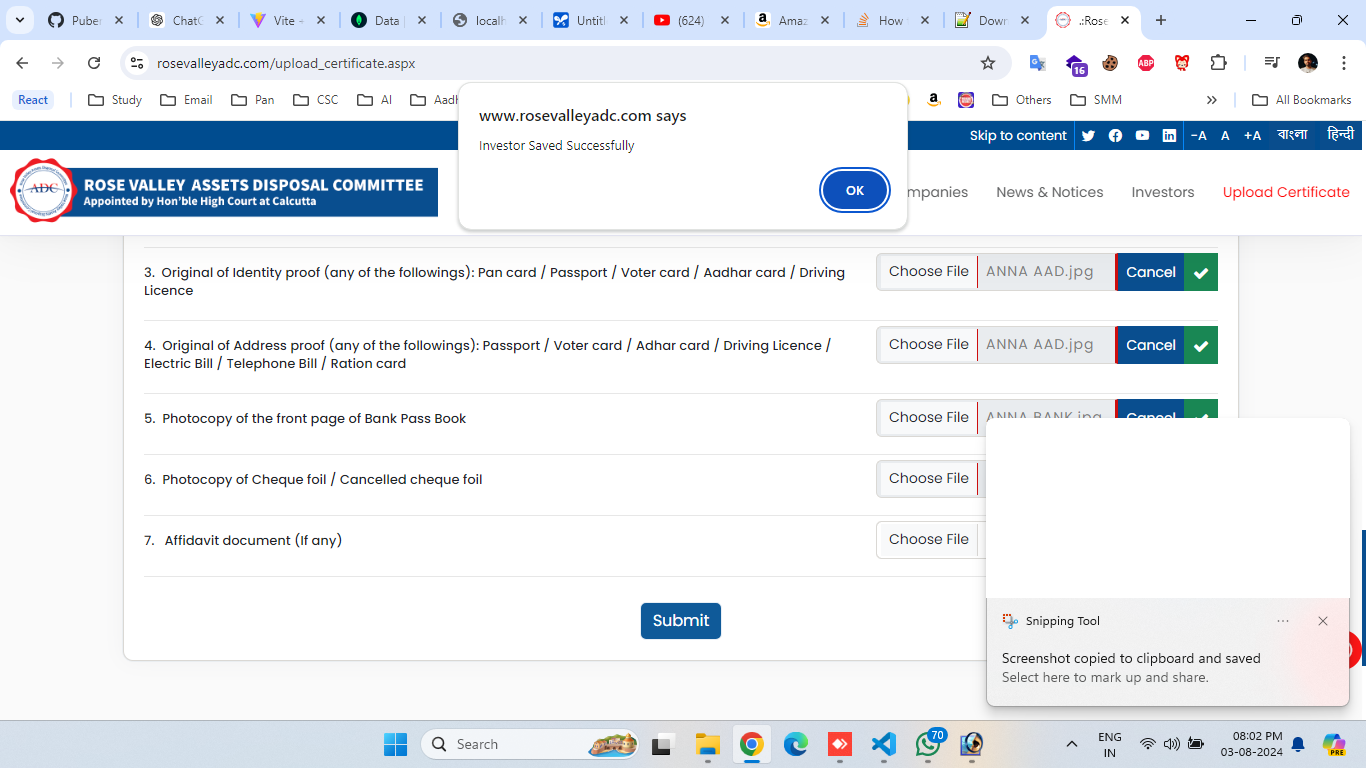 Pube
ChatG
Vite +
Data |
localh
Untitl
(624)
Amaz
How
Down
.:Rose
rosevalleyadc.com/upload_certificate.aspx
16
ABP
React
Study
Email
Pan
CSC
AI
Aadh
Others
SMM
All Bookmarks
www.rosevalleyadc.com says
Investor Saved Successfully
OK
Skip to content
-A
A
+A
বাংলা
हिन्दी
ADC
ROSE VALLEY ASSETS DISPOSAL COMMITTEE
Appointed by Hon'ble High Court at Calcutta
mpanies
News & Notices
Investors
Upload Certificate
3. Original of Identity proof (any of the followings): Pan card / Passport / Voter card / Aadhar card / Driving
Licence
Choose File
ANNA AAD.jpg
Cancel
4. Original of Address proof (any of the followings): Passport / Voter card / Adhar card / Driving Licence /
Electric Bill / Telephone Bill / Ration card
Choose File
ANNA AAD.jpg
Cancel
5. Photocopy of the front page of Bank Pass Book
Choose File
ANNA BANK.jpg
Cancel
6. Photocopy of Cheque foil / Cancelled cheque foil
Choose File
7. Affidavit document (If any)
Choose File
Submit
Snipping Tool
Screenshot copied to clipboard and saved
Select here to mark up and share.
Search
70
ENG
IN
08:02 PM
03-08-2024
PRE